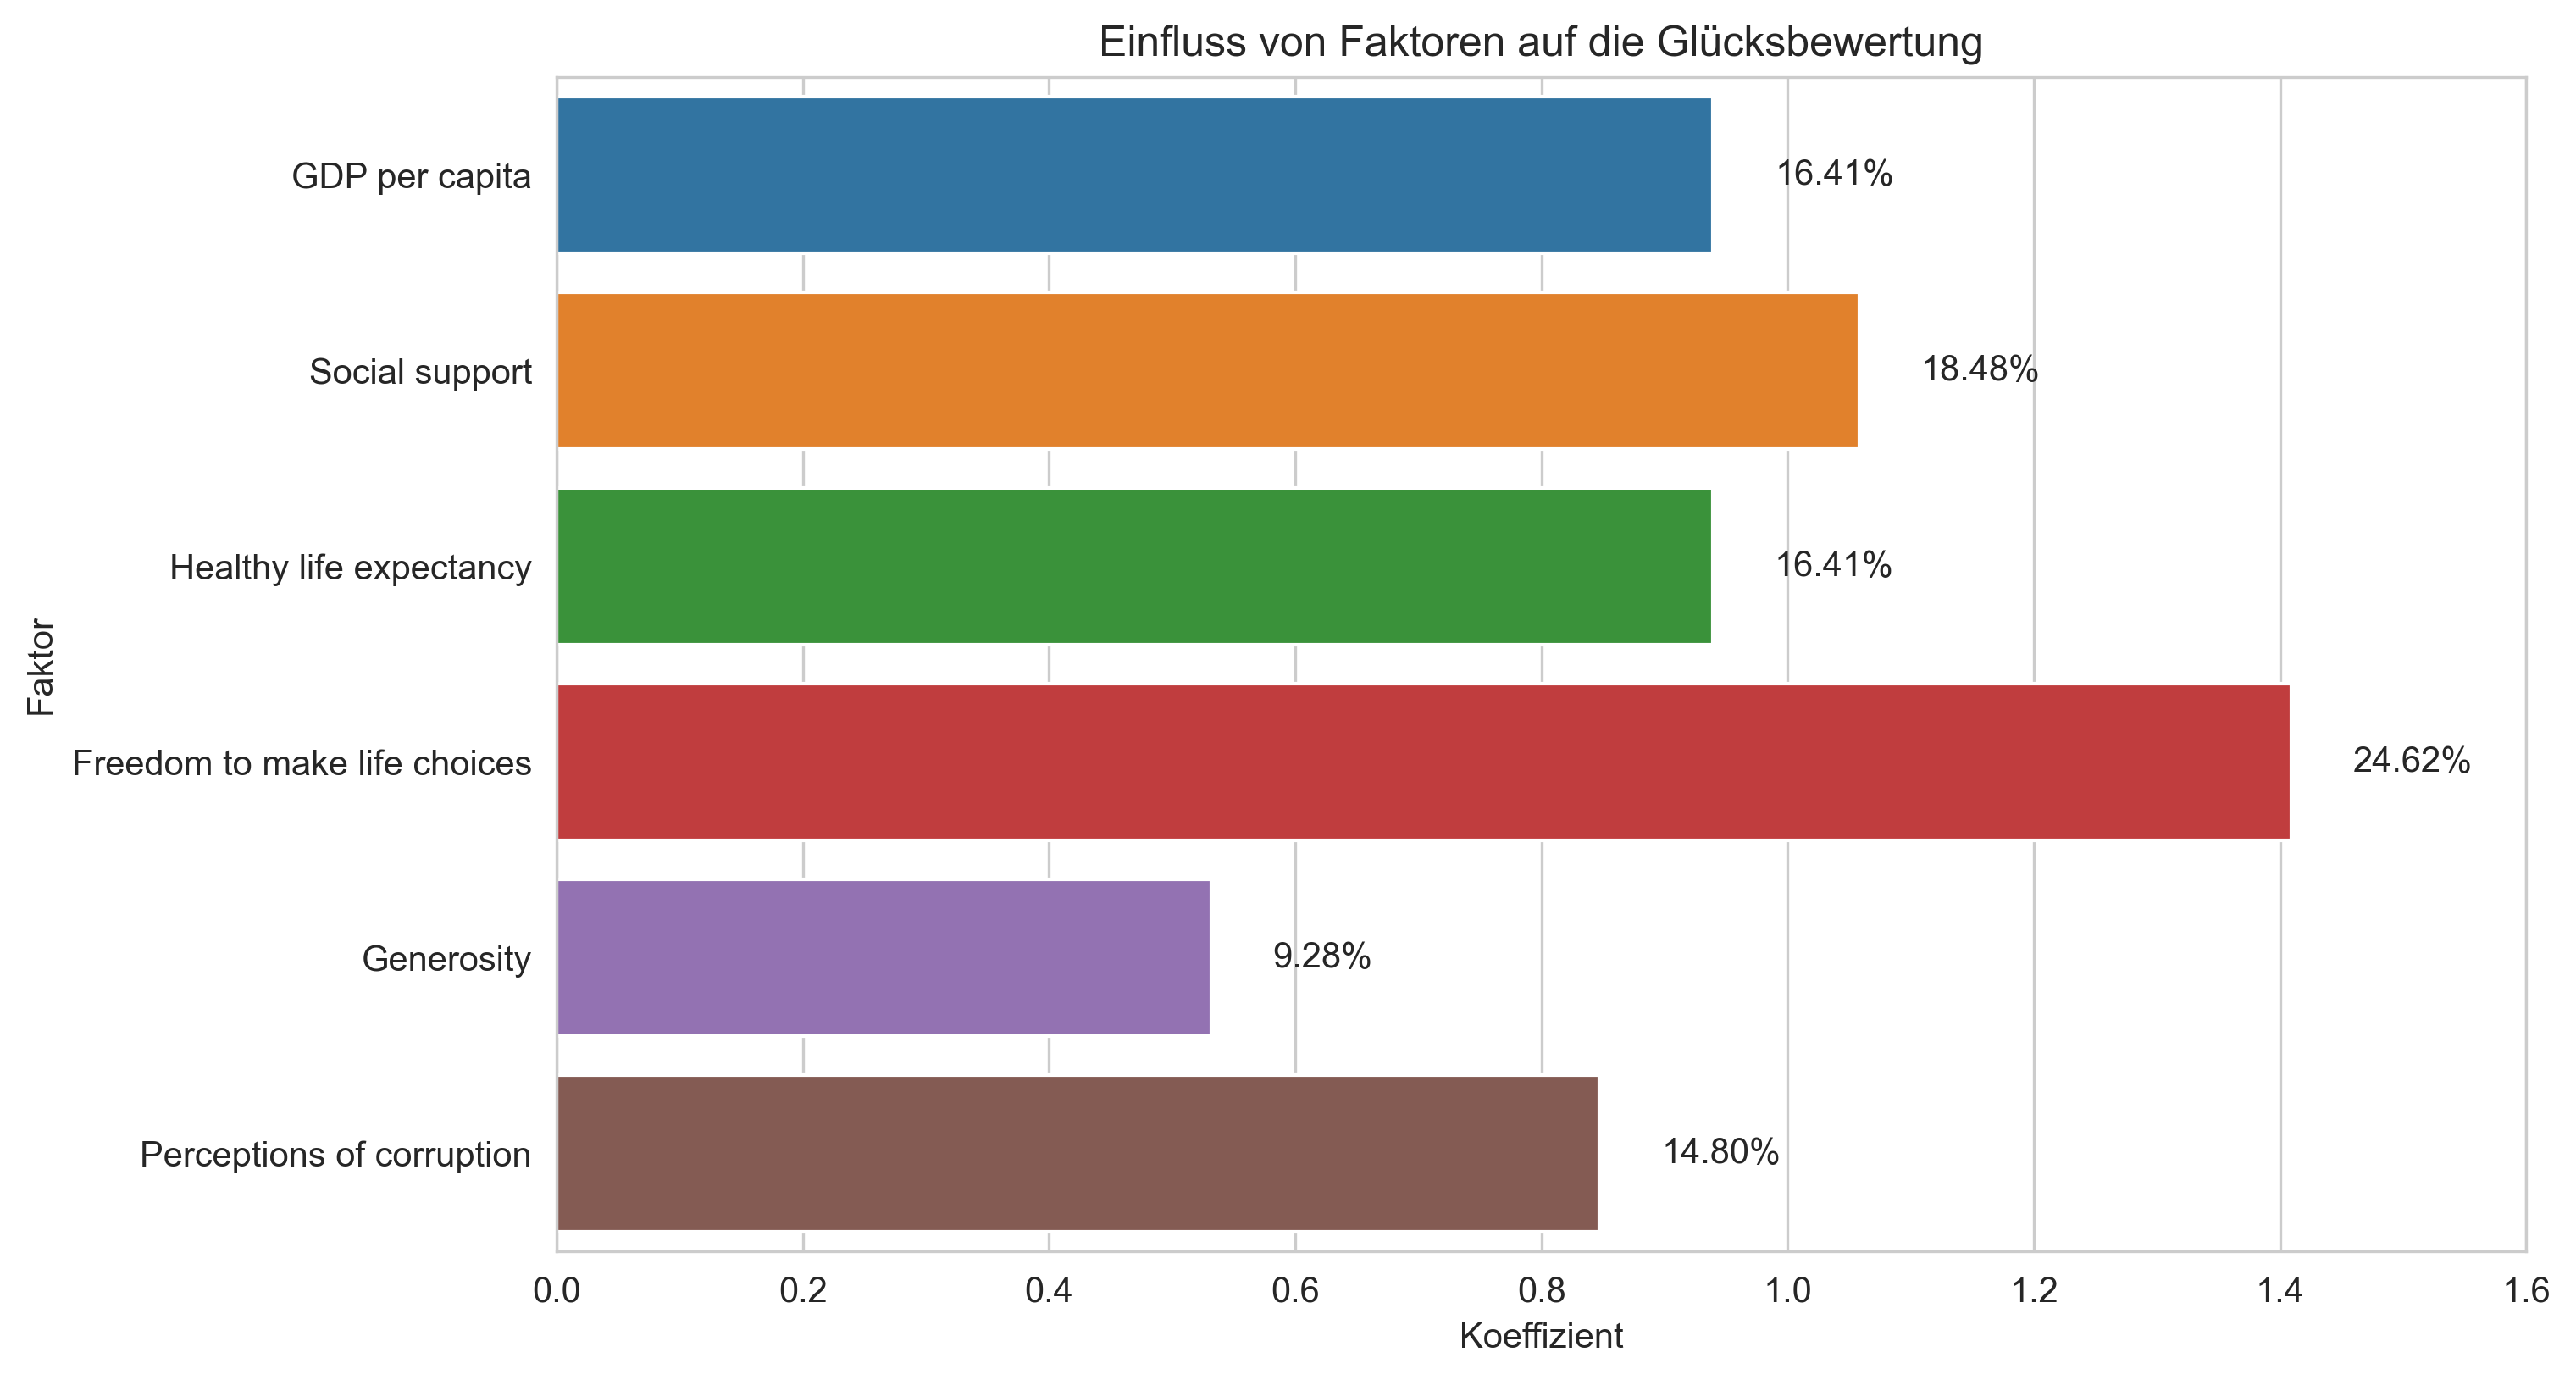 Einfluss von Faktoren auf die Glücksbewertung
GDP per capita
16.41%
Social support
18.48%
Healthy life expectancy
16.41%
Faktor
Freedom to make life choices
24.62%
Generosity
9.28%
Perceptions of corruption
14.80%
0.0 0.2 0.4 0.6 0.8 1.0 1.2 1.4 1.6
Koeffizient